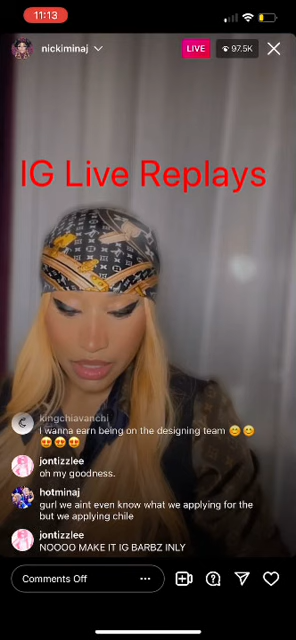 11:13
nickiminaj
LIVE
97.5K
IG Live Replays
kingchiavanchi
I wanna earn being on the designing team 😊😊
😍😍😍
jontizzlee
oh my goodness.
hotminaj
gurl we aint even know what we applying for the
but we applying chile
jontizzlee
NOOOO MAKE IT IG BARBZ INLY
Comments Off